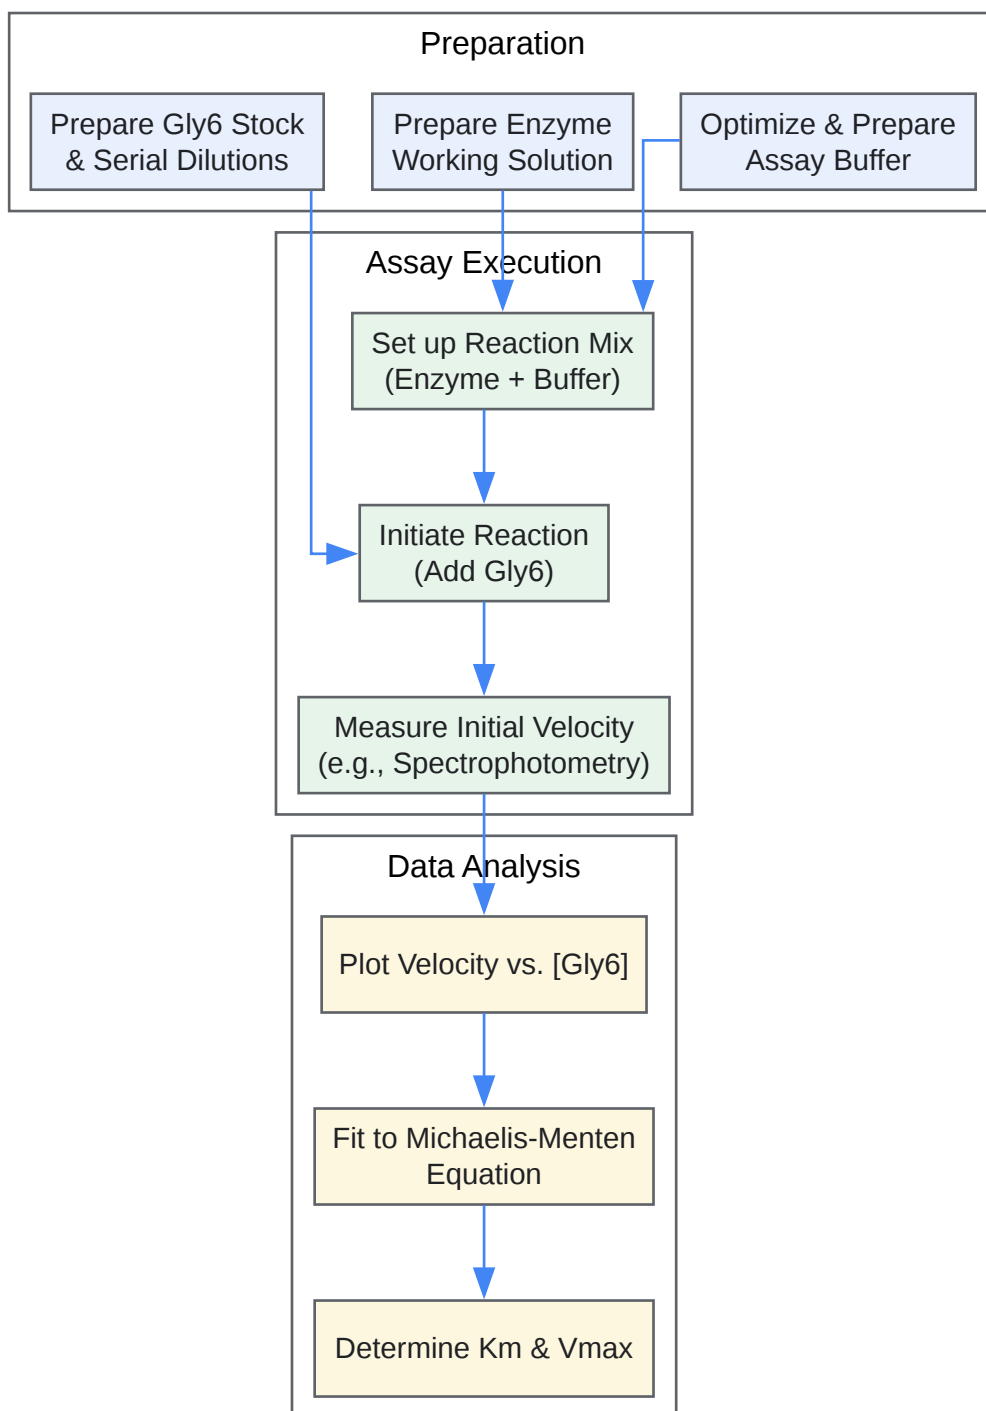 Preparation
Prepare Gly6 Stock
& Serial Dilutions
Prepare Enzyme
Working Solution
Optimize & Prepare
Assay Buffer
Assay Execution
Set up Reaction Mix
(Enzyme + Buffer)
Initiate Reaction
(Add Gly6)
Measure Initial Velocity
(e.g., Spectrophotometry)
Data Analysis
Plot Velocity vs. [Gly6]
Fit to Michaelis-Menten
Equation
Determine Km & Vmax